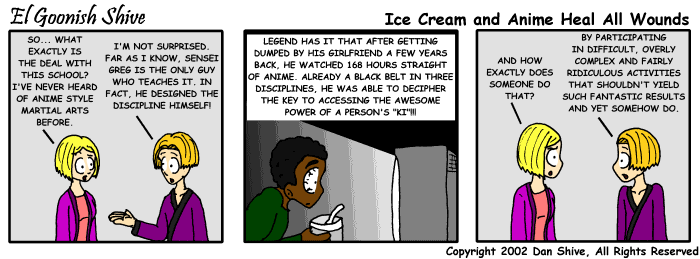 El Goonish Shive
Ice Cream and Anime Heal All Wounds
SO... WHAT
EXACTLY IS
THE DEAL WITH
THIS SCHOOL?
I'VE NEVER HEARD
OF ANIME STYLE
MARTIAL ARTS
BEFORE.
I'M NOT SURPRISED.
FAR AS I KNOW, SENSEI
GREG IS THE ONLY GUY
WHO TEACHES IT. IN
FACT, HE DESIGNED THE
DISCIPLINE HIMSELF!
LEGEND HAS IT THAT AFTER GETTING
DUMPED BY HIS GIRLFRIEND A FEW YEARS
BACK, HE WATCHED 168 HOURS STRAIGHT
OF ANIME. ALREADY A BLACK BELT IN THREE
DISCIPLINES, HE WAS ABLE TO DECIPHER
THE KEY TO ACCESSING THE AWESOME
POWER OF A PERSON'S "KI"!!!
AND HOW
EXACTLY DOES
SOMEONE DO
THAT?
BY PARTICIPATING
IN DIFFICULT, OVERLY
COMPLEX AND FAIRLY
RIDICULOUS ACTIVITIES
THAT SHOULDN'T YIELD
SUCH FANTASTIC RESULTS
AND YET SOMEHOW DO.
Copyright 2002 Dan Shive, All Rights Reserved